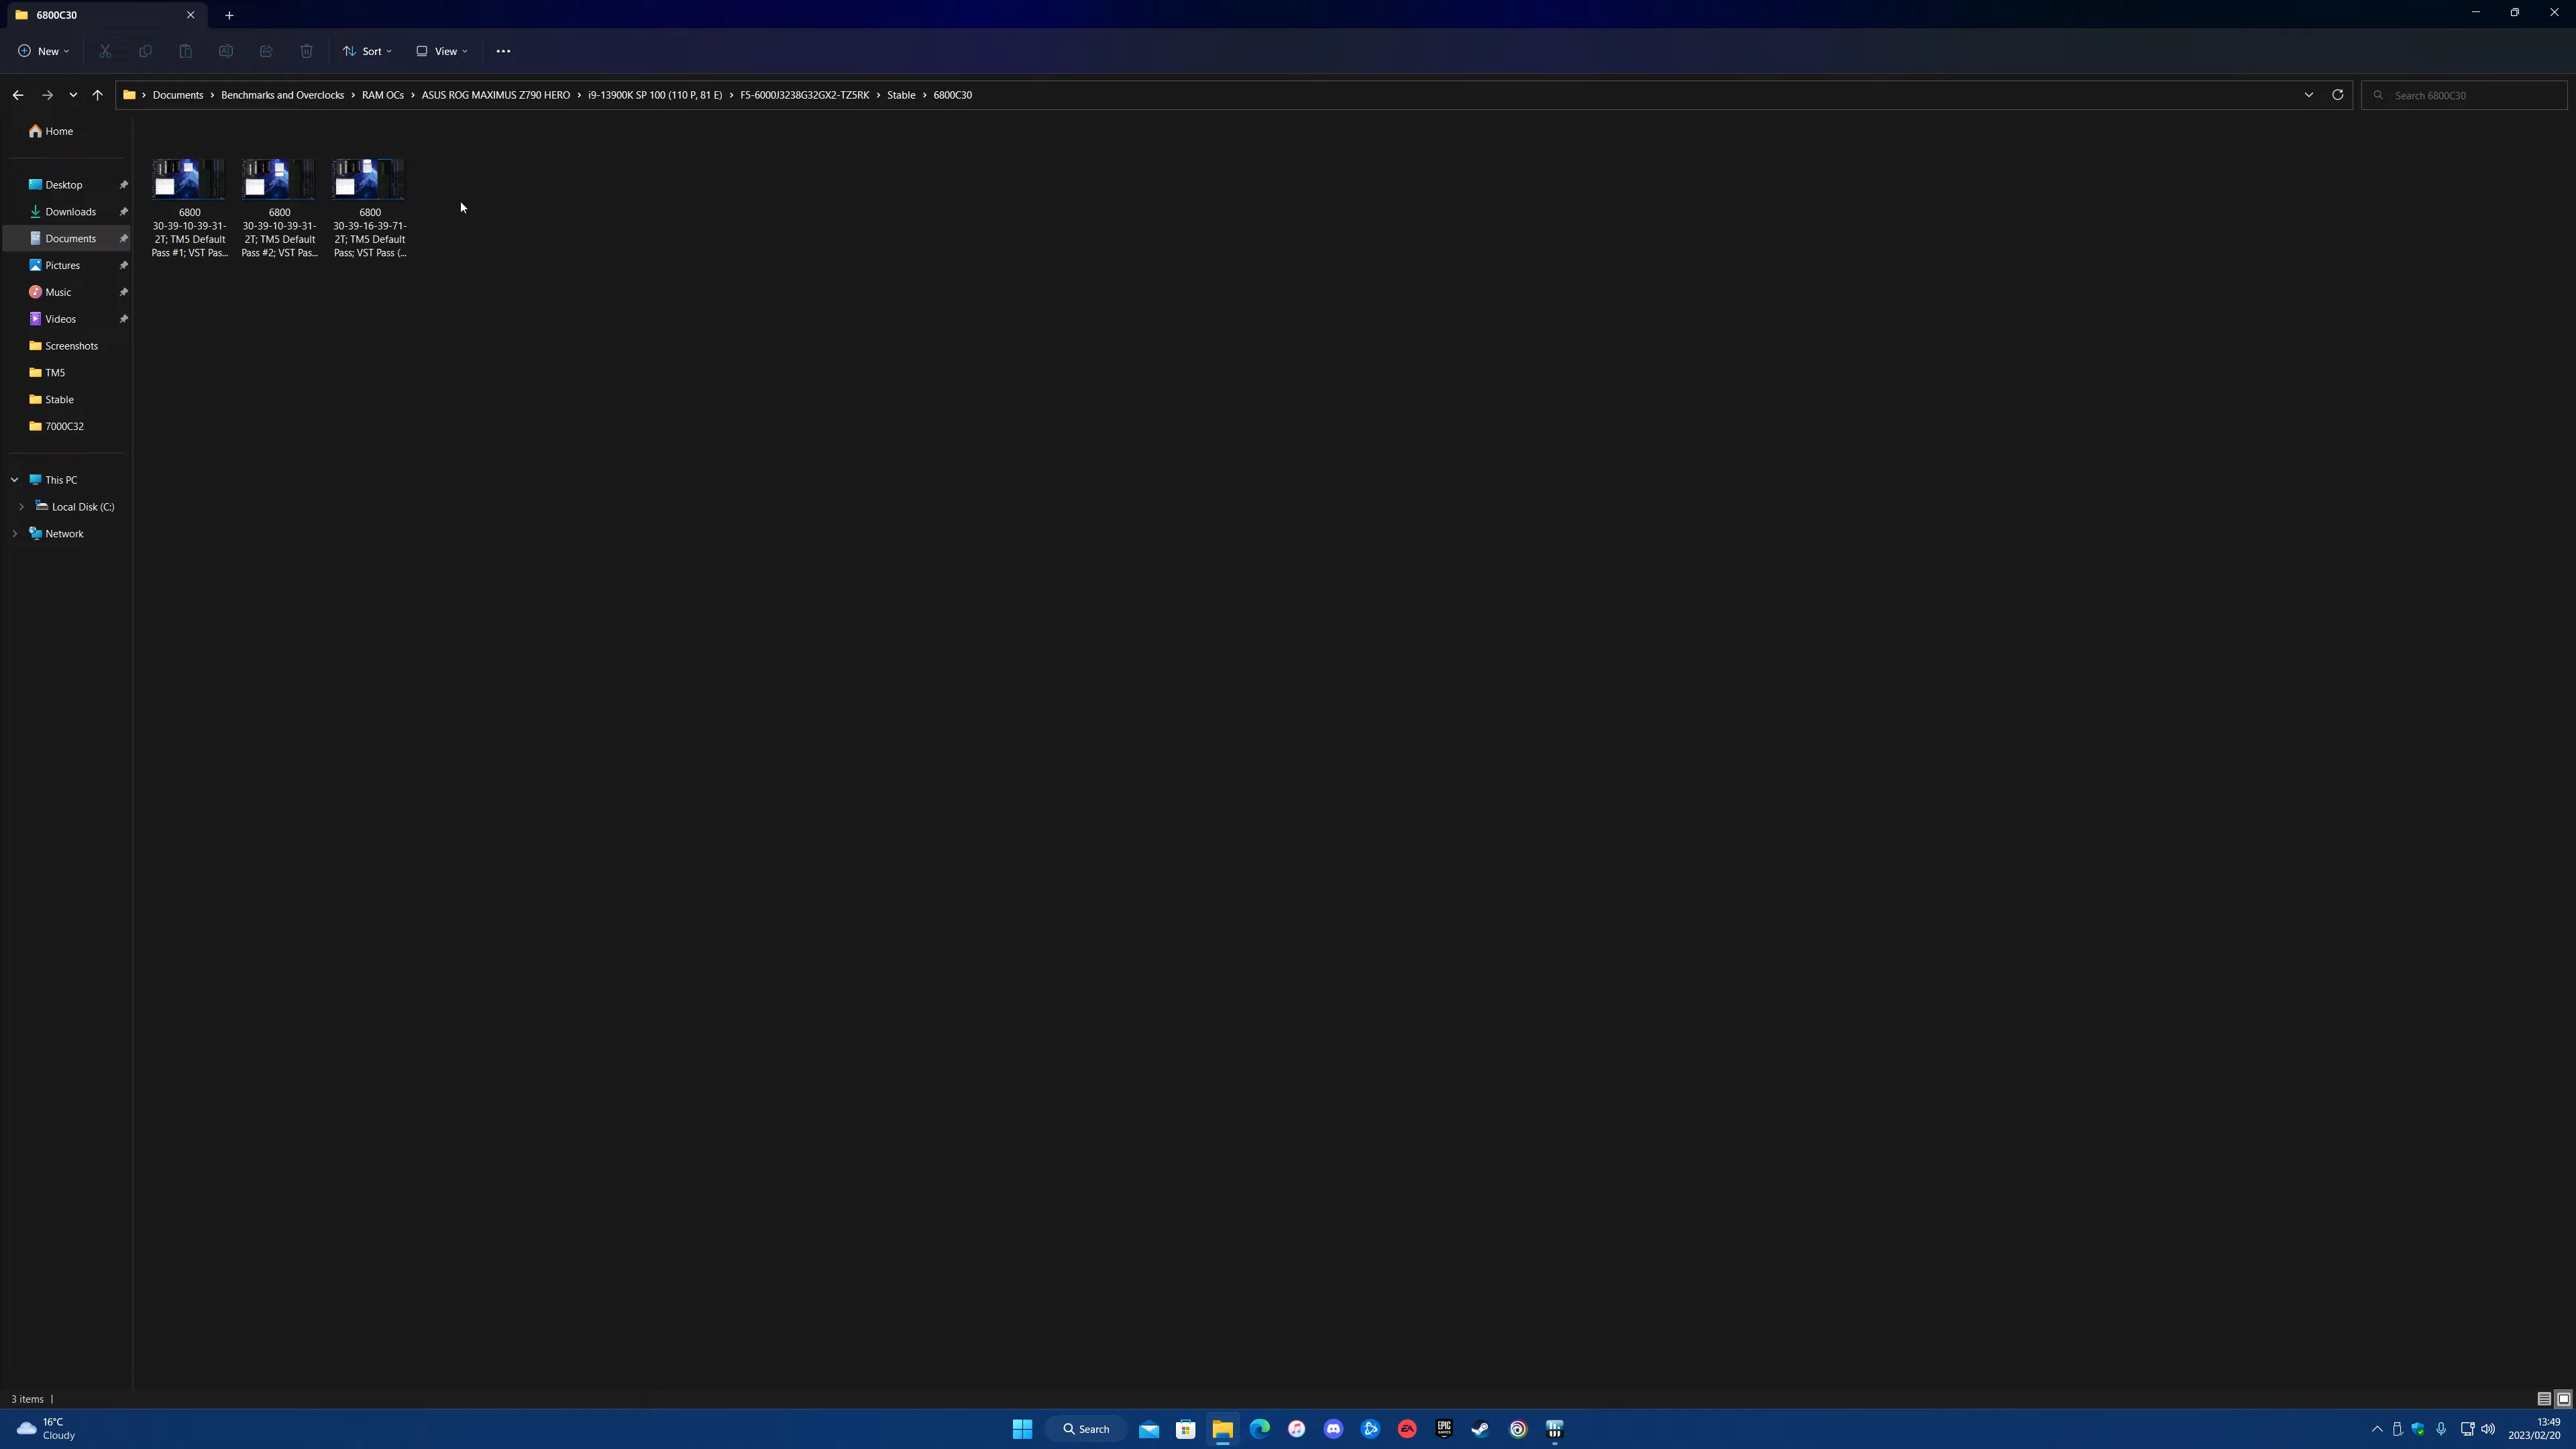 6800C30
New
Sort
View
Documents
Benchmarks and Overclocks
RAM OCs
ASUS ROG MAXIMUS Z790 HERO
i9-13900K SP 100 (110 P, 81 E)
F5-6000J3238G32GX2-TZ5RK
Stable
6800C30
Search 6800C30
Home
Desktop
Downloads
Documents
Pictures
Music
Videos
Screenshots
TM5
Stable
7000C32
This PC
Local Disk (C:)
Network
6800
30-39-10-39-31-
2T; TM5 Default
Pass #1; VST Pas...
6800
30-39-10-39-31-
2T; TM5 Default
Pass #2; VST Pas...
6800
30-39-16-39-71-
2T; TM5 Default
Pass; VST Pass (...
3 items
16°C
Cloudy
Search
EPIC
GAMES
EA
13:49
2023/02/20